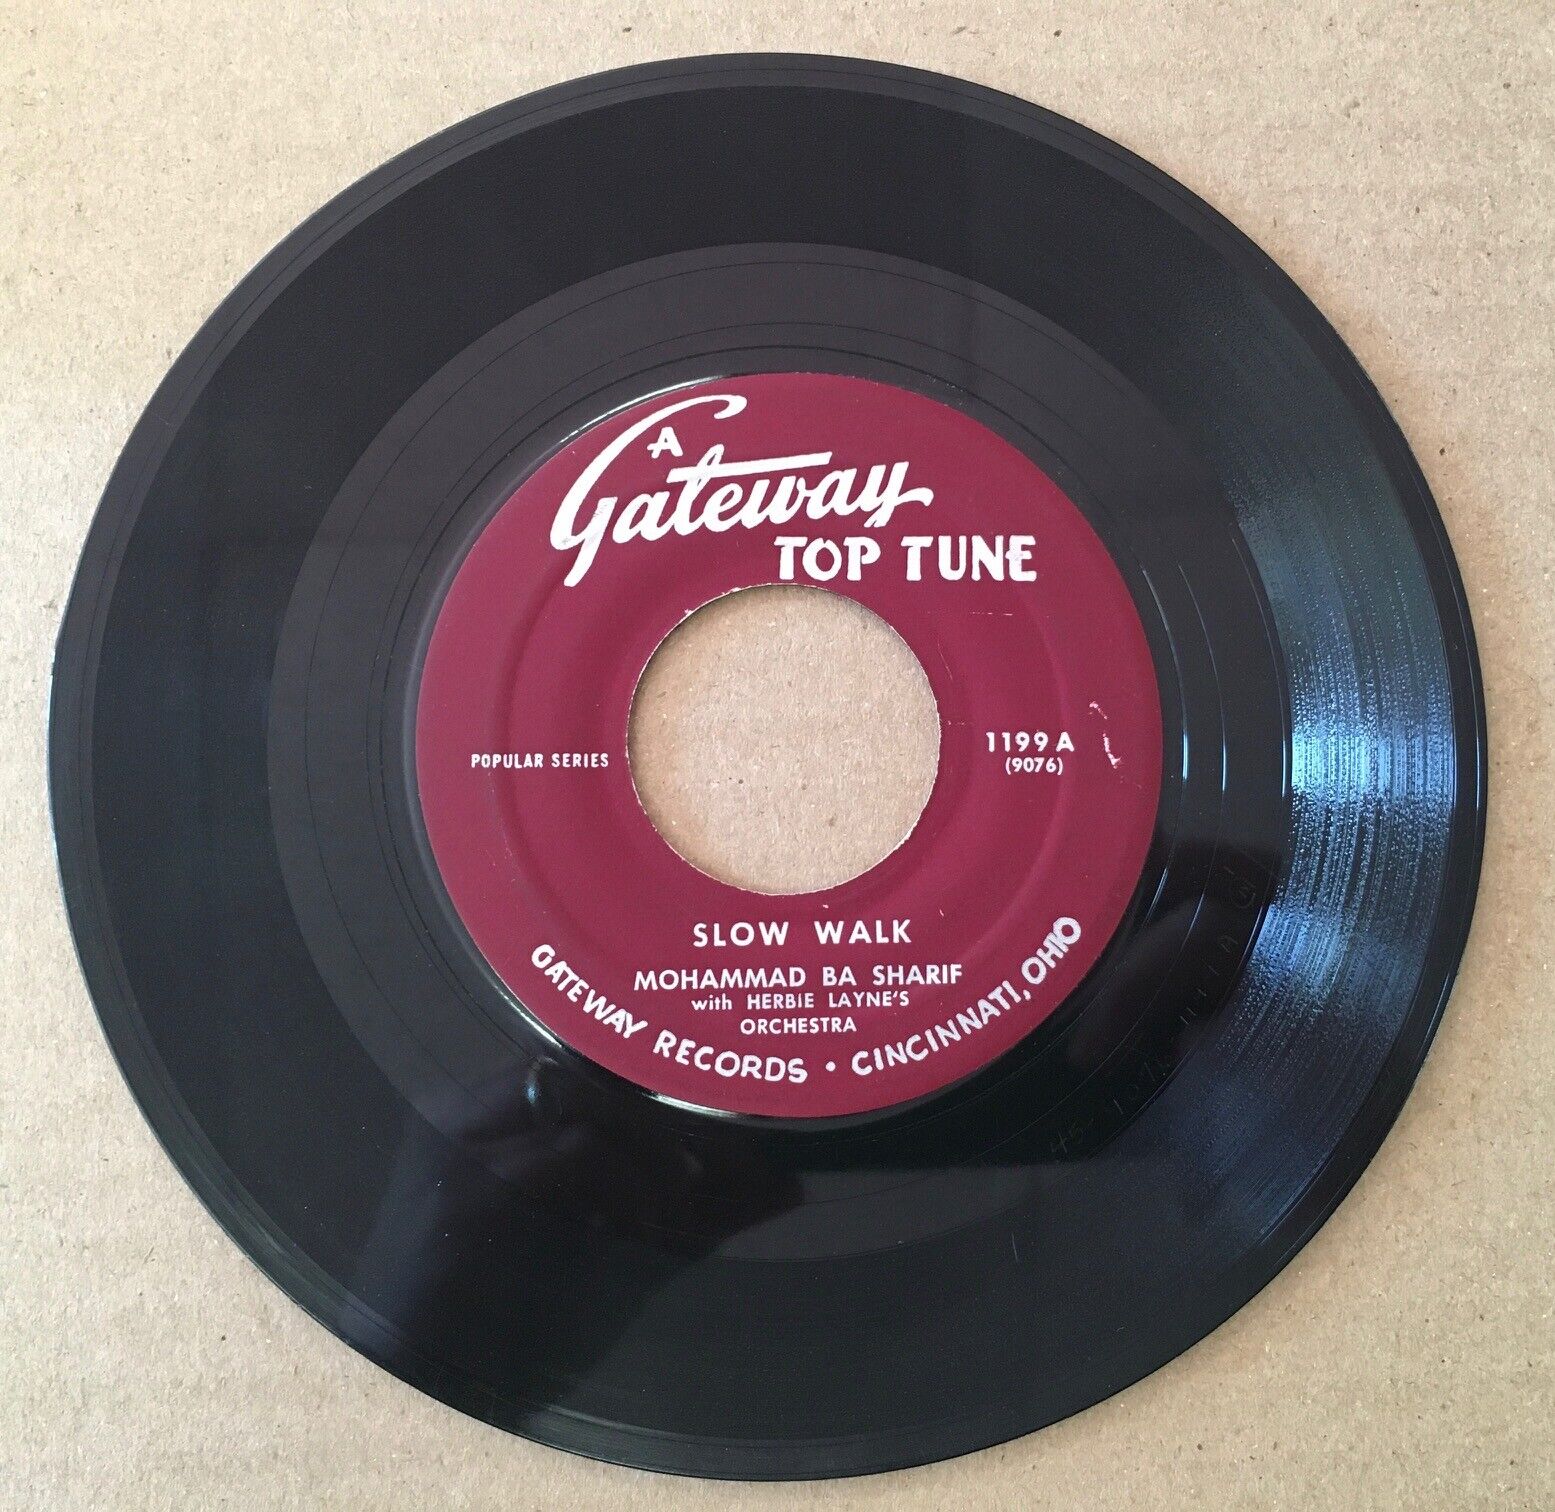 A
Gateway
TOP TUNE
POPULAR SERIES
1199 A
(9076)
SLOW WALK
MOHAMMAD BA SHARIF
with HERBIE LAYNE'S
ORCHESTRA
GATEWAY RECORDS • CINCINNATI, OHIO